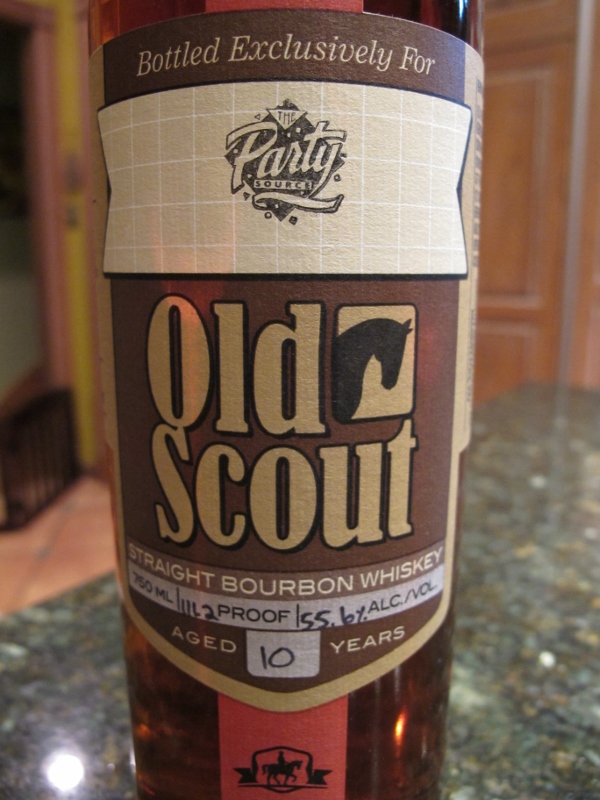 Bottled Exclusively For
THE
Party
SOURCE
Old
Scout
STRAIGHT BOURBON WHISKEY
750 ML 111.2 PROOF 55.6% ALC./VOL.
AGED 10 YEARS